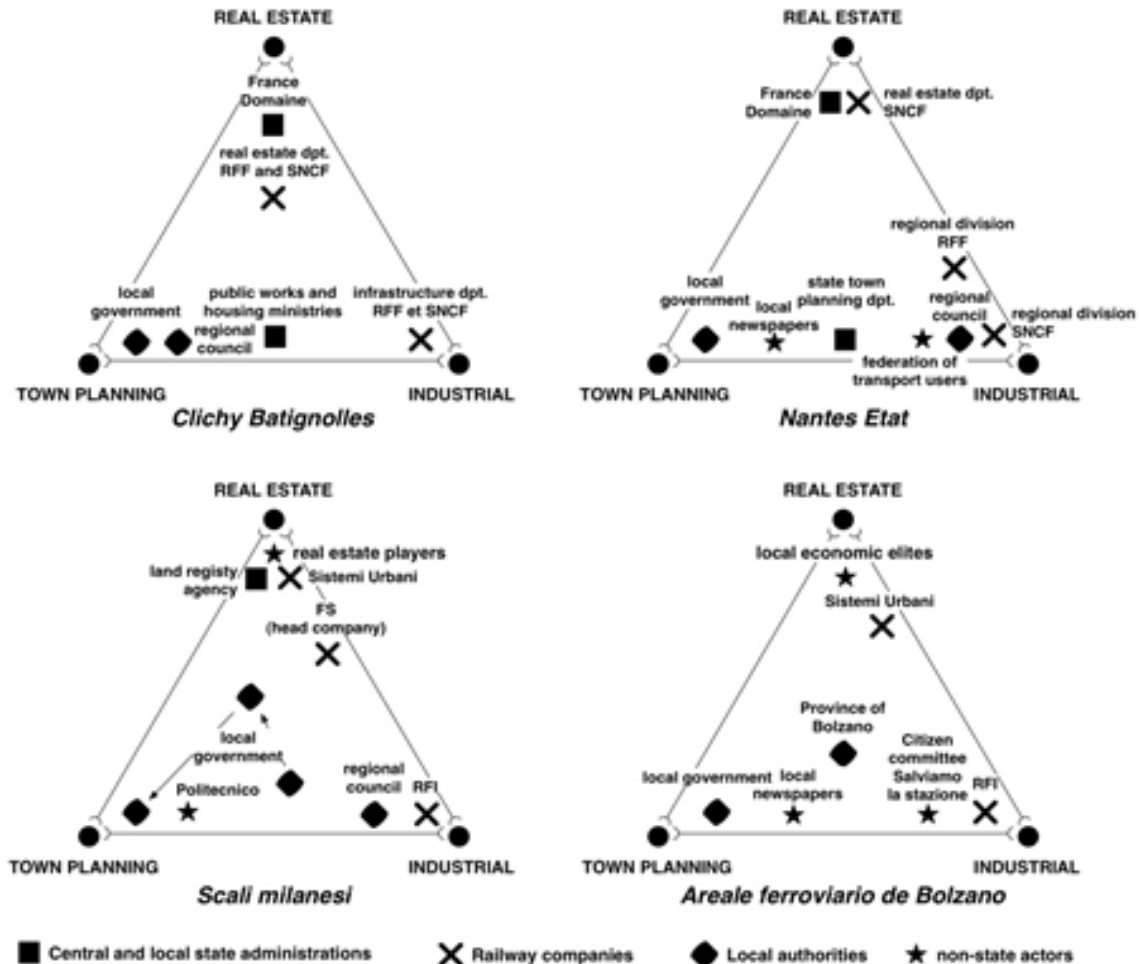 REAL ESTATE
France
Domaine
real estate dpt.
RFF and SNCF
local
government
public works and
housing ministries
regional
council
infrastructure dpt.
RFF et SNCF
TOWN PLANNING
INDUSTRIAL
Clichy Batignolles
REAL ESTATE
France
Domaine
real estate dpt.
SNCF
regional division
RFF
local
government
local
newspapers
state town
planning dpt.
regional
council
regional division
SNCF
federation of
transport users
TOWN PLANNING
INDUSTRIAL
Nantes Etat
REAL ESTATE
real estate players
land registy
agency
Sistemi Urbani
FS
(head company)
local
government
Politecnico
regional
council
RFI
TOWN PLANNING
INDUSTRIAL
Scali milanesi
REAL ESTATE
local economic elites
Sistemi Urbani
Province of
Bolzano
local government
local
newspapers
Citizen
committee
Salviamo
la stazione
RFI
TOWN PLANNING
INDUSTRIAL
Areale ferroviario de Bolzano
Central and local state administrations
Railway companies
Local authorities
non-state actors